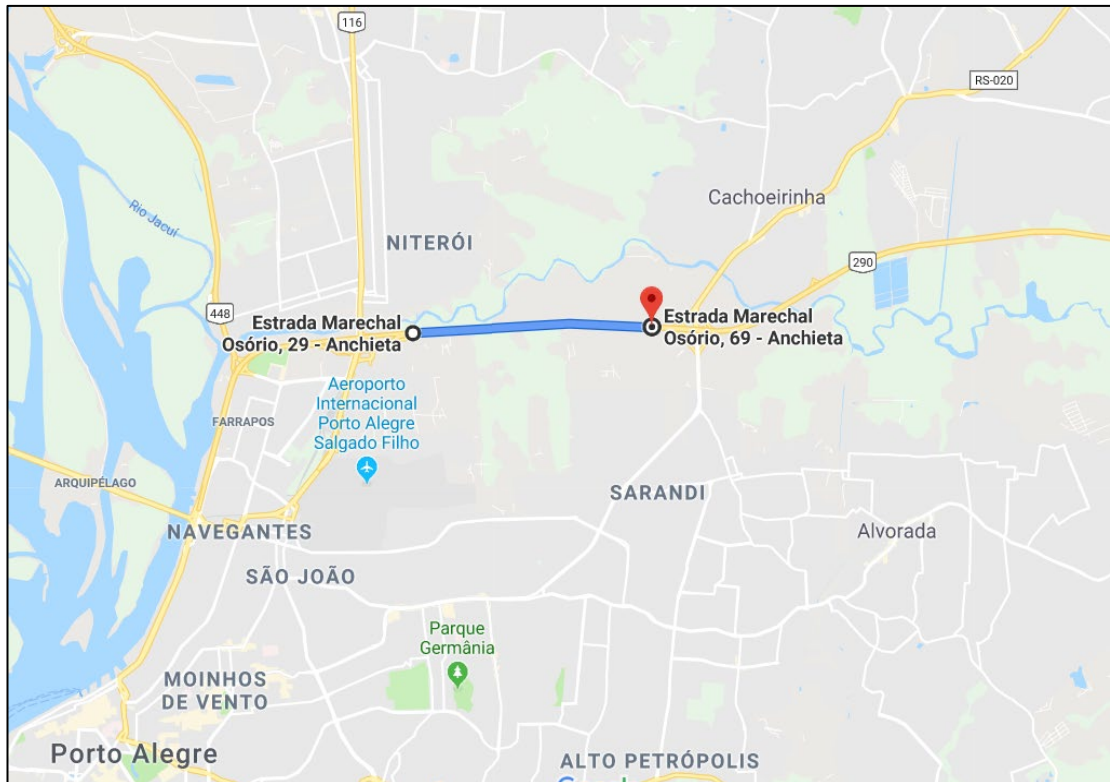 116
RS-020
Rio Jacuí
Cachoeirinha
NITERÓI
290
448
Estrada Marechal
Osório, 29 - Anchieta
Estrada Marechal
Osório, 69 - Anchieta
Aeroporto
Internacional
Porto Alegre
Salgado Filho
FARRAPOS
ARQUIPÉLAGO
SARANDI
NAVEGANTES
Alvorada
SÃO JOÃO
Parque
Germânia
MOINHOS
DE VENTO
Porto Alegre
ALTO PETRÓPOLIS